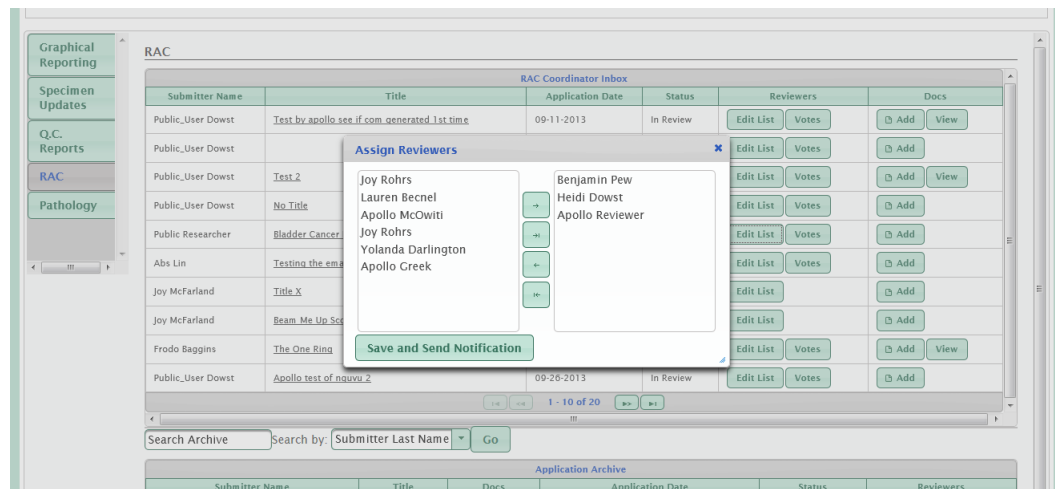 Graphical
Reporting
Specimen
Updates
Q.C.
Reports
RAC
Pathology
RAC
RAC Coordinator Inbox
Submitter Name Title Application Date Status Reviewers Docs
Public_User Dowst Test by apollo see if com generated 1st time 09-11-2013 In Review Edit List Votes Add View
Public_User Dowst Edit List Votes Add
Public_User Dowst Test 2 Edit List Votes Add View
Public_User Dowst No Title Edit List Votes Add
Public Researcher Bladder Cancer Edit List Votes Add
Abs Lin Testing the ema Edit List Votes Add
Joy McFarland Title X Edit List Add
Joy McFarland Beam Me Up Sco Edit List Add
Frodo Baggins The One Ring Edit List Votes Add View
Public_User Dowst Apollo test of nguvu 2 09-26-2013 In Review Edit List Votes Add
1 - 10 of 20
Assign Reviewers
Joy Rohrs
Lauren Becnel
Apollo McOwiti
Joy Rohrs
Yolanda Darlington
Apollo Greek
Benjamin Pew
Heidi Dowst
Apollo Reviewer
Save and Send Notification
Search Archive Search by: Submitter Last Name Go
Application Archive
Submitter Name Title Docs Application Date Status Reviewers